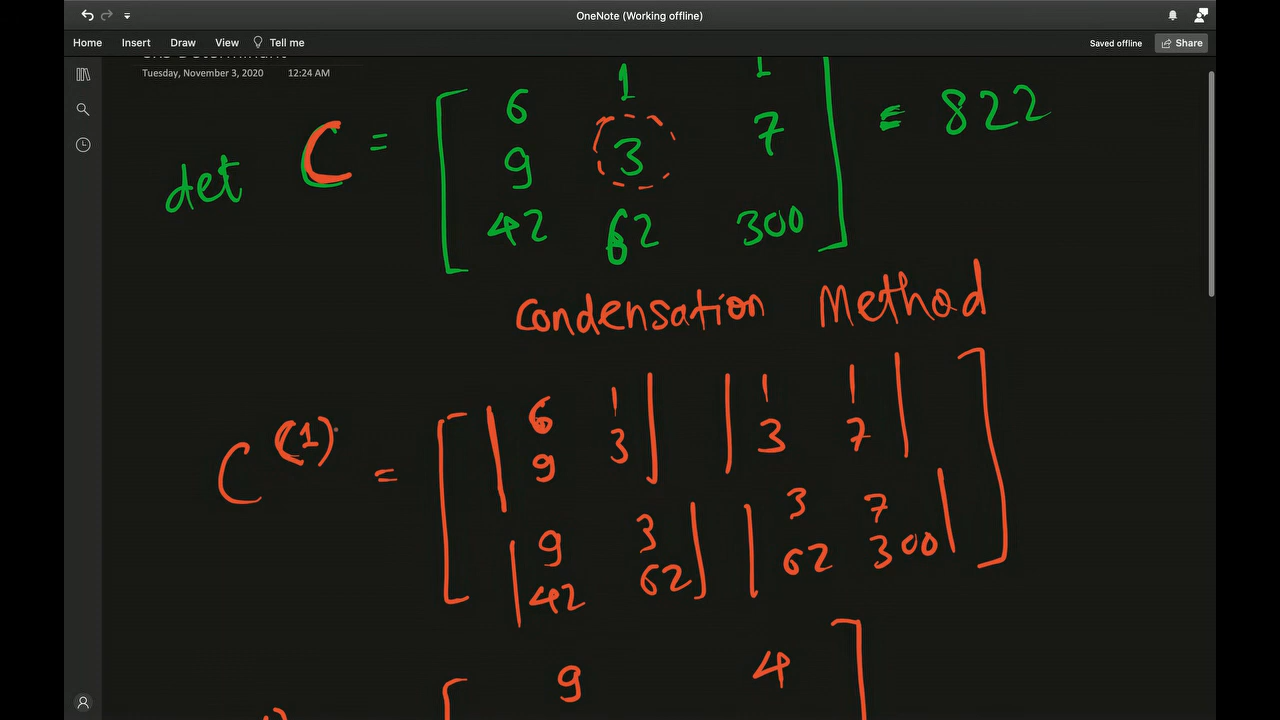 OneNote (Working offline)
Home Insert Draw View Tell me Saved offline Share
Tuesday, November 3, 2020 12:24 AM
6 1 1
det C = 9 3 7 = 822
42 62 300
Condensation Method
6 1 1 1
9 3 3 7
C (1) =
9 3 3 7
42 62 62 300
9 4